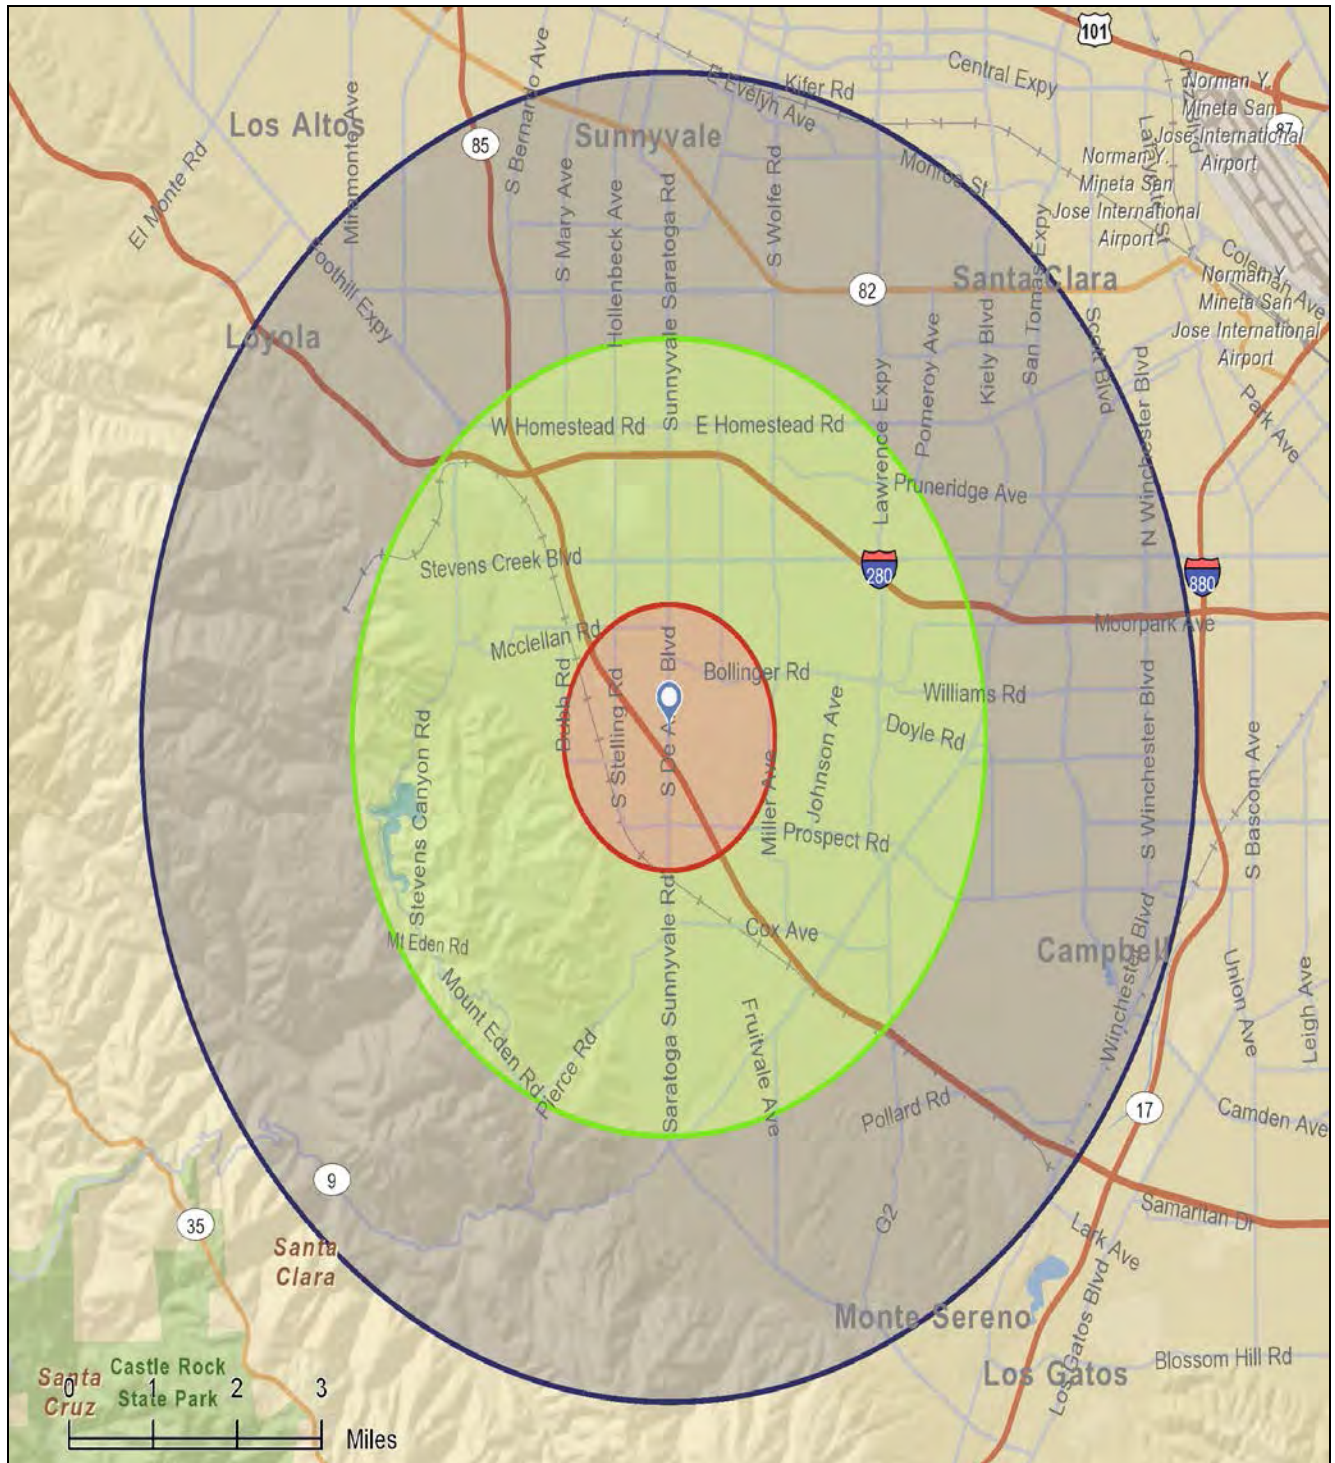 101
Central Expy
Kifer Rd
E Evelyn Ave
Norman Y.
Mineta San
Jose International
Airport
87
Los Altos
Miramonte Ave
S Bernardo Ave
85
Sunnyvale
El Monte Rd
S Mary Ave
Hollenbeck Ave
Sunnyvale Saratoga Rd
S Wolfe Rd
Monroe St
Lafayette St
Norman Y.
Mineta San
Jose International
Airport
Coleman Ave
Foothill Expy
82
Santa Clara
San Tomas Expy
Norman Y.
Mineta San
Jose International
Airport
Loyola
Kiely Blvd
Pomeroy Ave
Scott Blvd
N Winchester Blvd
Park Ave
W Homestead Rd
E Homestead Rd
Lawrence Expy
Pruneridge Ave
Stevens Creek Blvd
280
880
Moorpark Ave
Mcclellan Rd
Bubb Rd
S Stelling Rd
S De A
Blvd
Bollinger Rd
Williams Rd
Doyle Rd
Johnson Ave
Miller Ave
Prospect Rd
S Winchester Blvd
S Bascom Ave
Stevens Canyon Rd
Mt Eden Rd
Mount Eden Rd
Pierce Rd
Saratoga Sunnyvale Rd
Cox Ave
Fruitvale Ave
Campbell
Winchester Blvd
Union Ave
Leigh Ave
Pollard Rd
17
Camden Ave
9
35
Santa
Clara
G2
Samaritan Dr
Lark Ave
Los Gatos Blvd
Monte Sereno
Los Gatos
Blossom Hill Rd
Castle Rock
State Park
Santa
Cruz
0 1 2 3
Miles